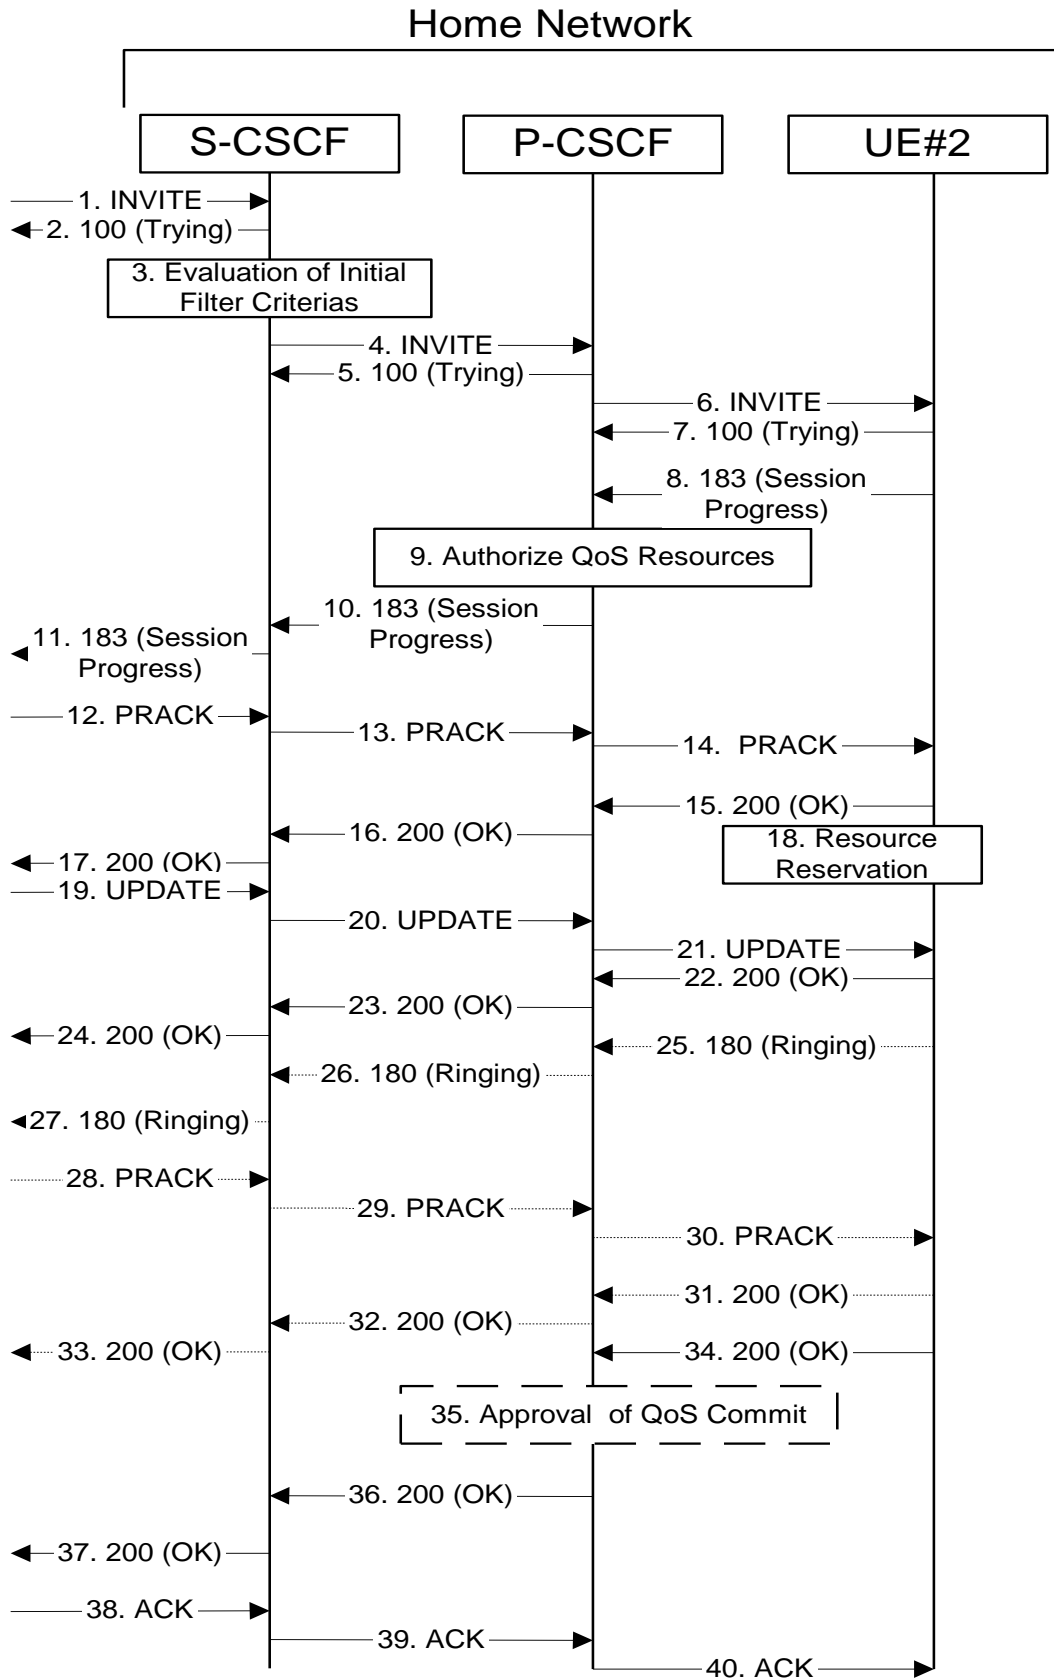 Home Network
S-CSCF
P-CSCF
UE#2
1. INVITE
2. 100 (Trying)
3. Evaluation of Initial
Filter Criterias
4. INVITE
5. 100 (Trying)
6. INVITE
7. 100 (Trying)
8. 183 (Session
Progress)
9. Authorize QoS Resources
10. 183 (Session
Progress)
11. 183 (Session
Progress)
12. PRACK
13. PRACK
14. PRACK
15. 200 (OK)
16. 200 (OK)
17. 200 (OK)
18. Resource
Reservation
19. UPDATE
20. UPDATE
21. UPDATE
22. 200 (OK)
23. 200 (OK)
24. 200 (OK)
25. 180 (Ringing)
26. 180 (Ringing)
27. 180 (Ringing)
28. PRACK
29. PRACK
30. PRACK
31. 200 (OK)
32. 200 (OK)
33. 200 (OK)
34. 200 (OK)
35. Approval of QoS Commit
36. 200 (OK)
37. 200 (OK)
38. ACK
39. ACK
40. ACK